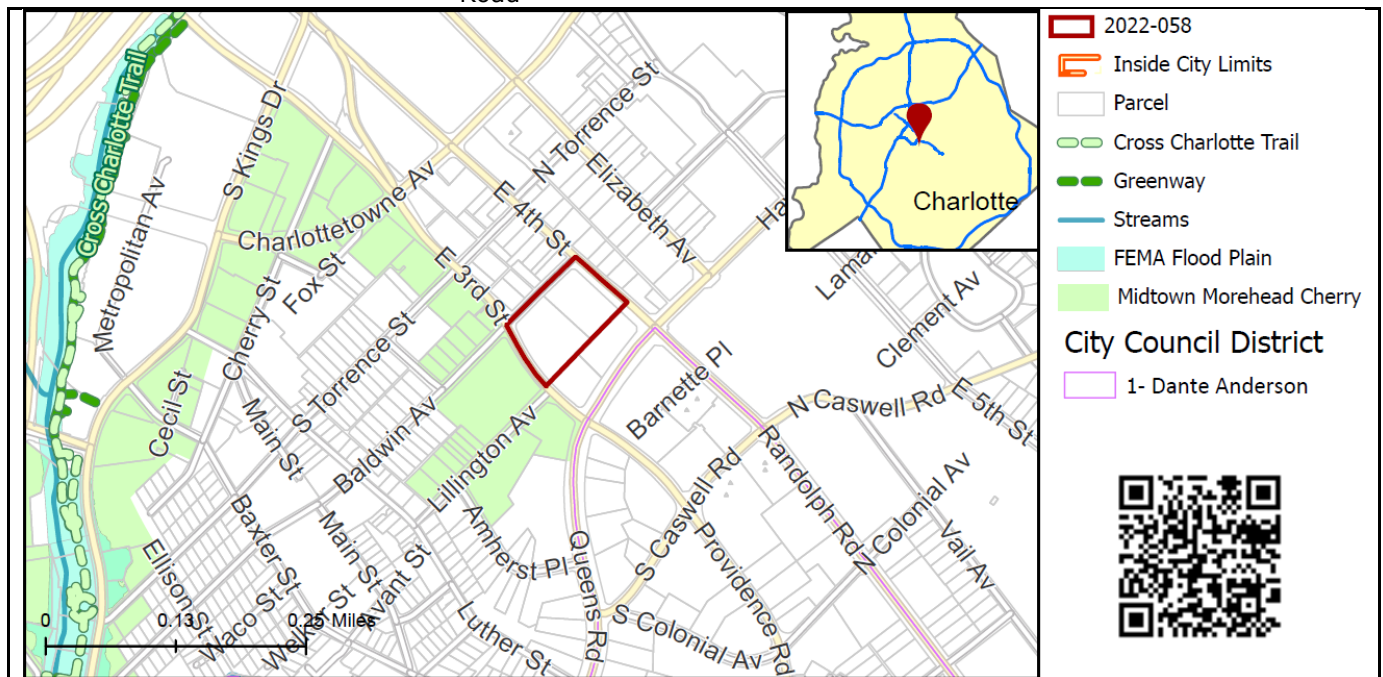 Road
Cross Charlotte Trail
S Kings Dr
Metropolitan Av
Charlottetowne Av
N Torrence St
E 4th St
Elizabeth Av
Ha
Charlotte
Fox St
Cherry St
E 3rd St
Cecil St
S Torrence St
Main St
Baldwin Av
Lillington Av
Barnette Pl
Lamar
Clement Av
N Caswell Rd
E 5th St
Randolph Rd
S Caswell Rd
N Colonial Av
Vail Av
Baxter St
Main St
Amherst Pl
Queens Rd
Providence Rd
Ellison St
Waco St
Welker St
Avant St
Luther St
S Colonial Av
0 0.13 0.25 Miles
2022-058
Inside City Limits
Parcel
Cross Charlotte Trail
Greenway
Streams
FEMA Flood Plain
Midtown Morehead Cherry
City Council District
1- Dante Anderson